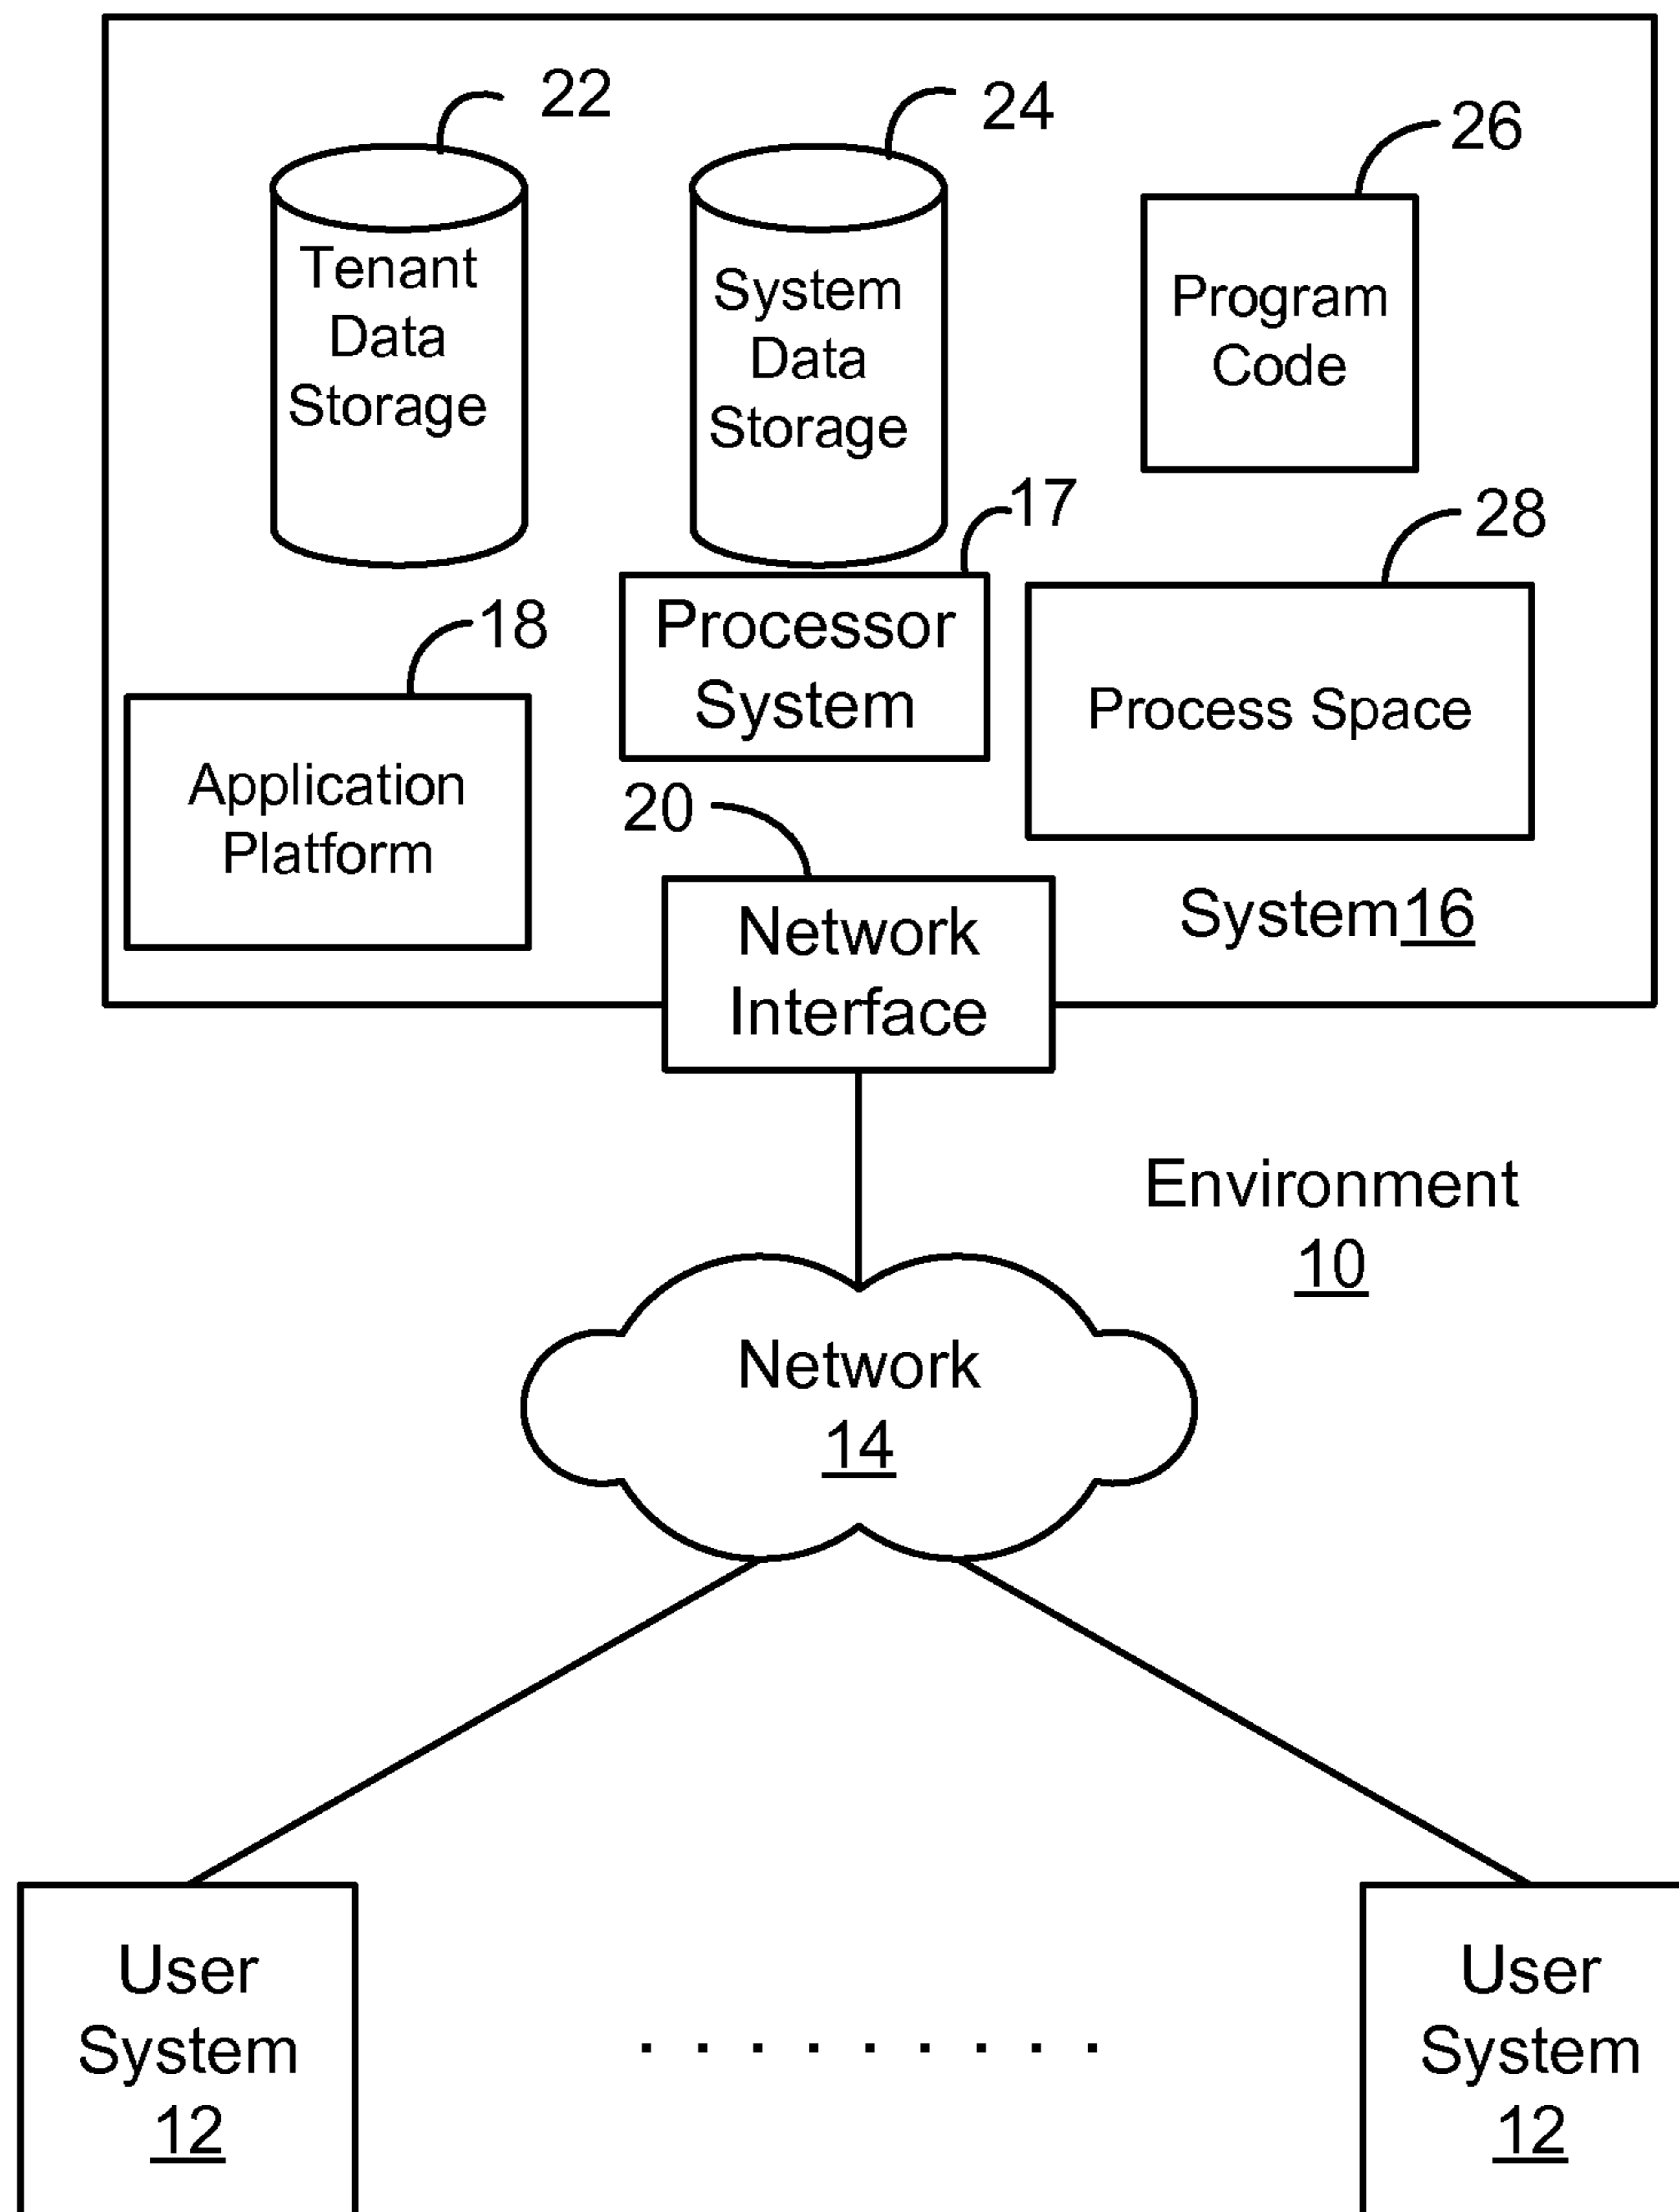 22
24
26
Tenant
Data
Storage
System
Data
Storage
Program
Code
17
28
18
Processor
System
Process Space
Application
Platform
20
Network
Interface
System16
Environment
10
Network
14
User
System
12
. . . . . . . . .
User
System
12